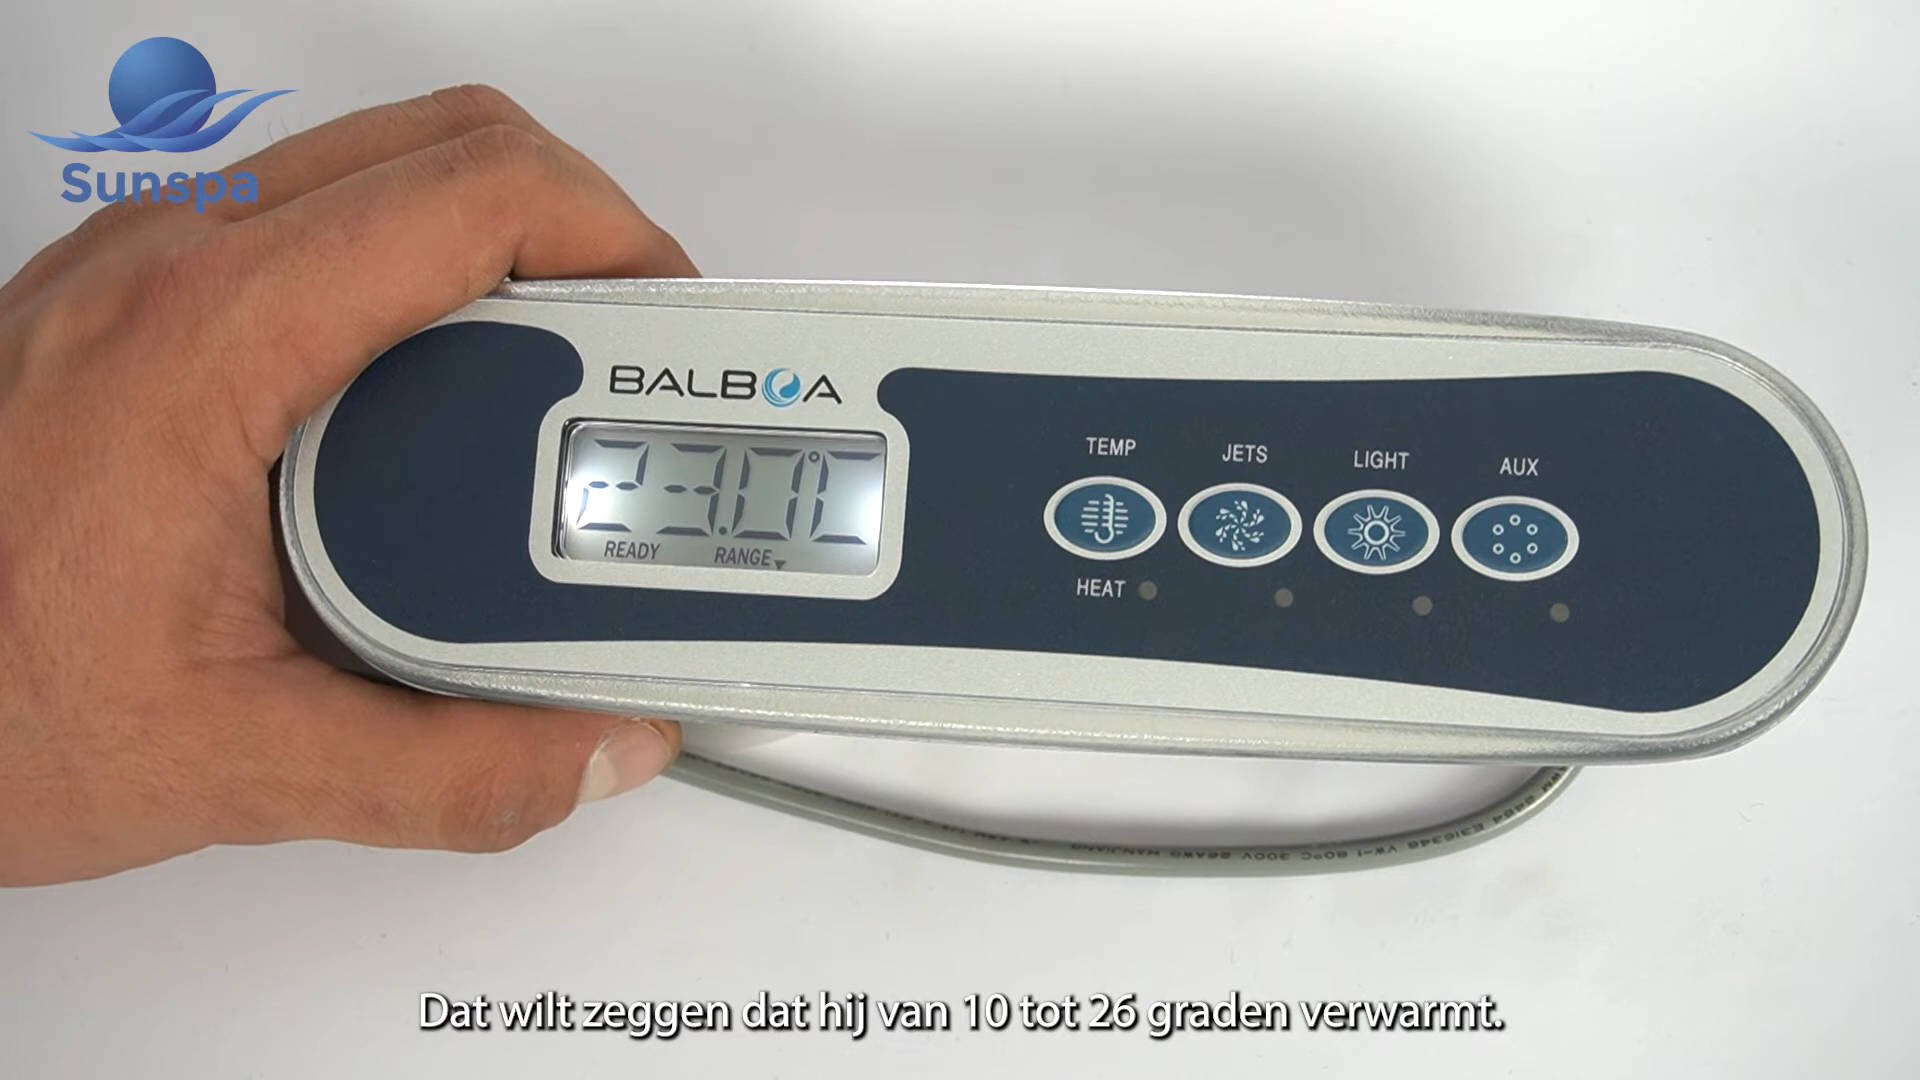 Sunspa
BALBOA
23.0°C
READY RANGE
TEMP JETS LIGHT AUX
HEAT
Dat wilt zeggen dat hij van 10 tot 26 graden verwarmt.